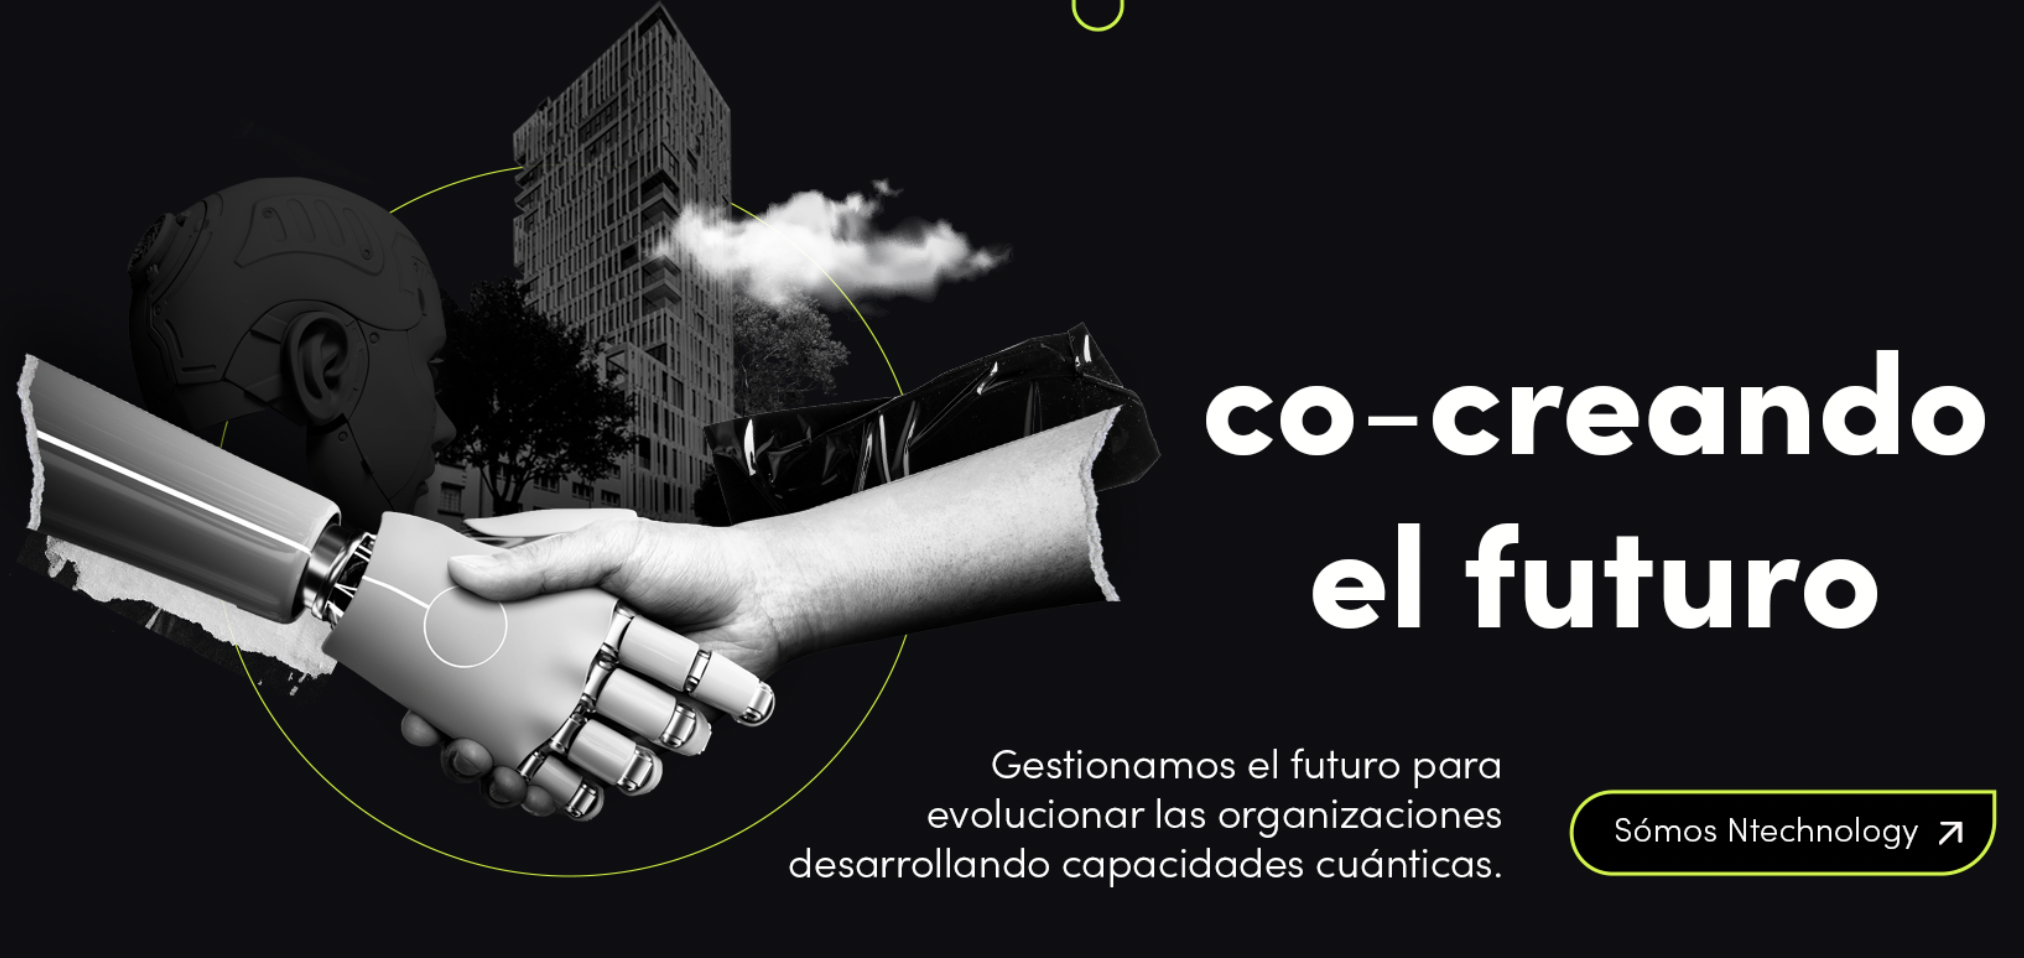 co-creando
el futuro
Gestionamos el futuro para
evolucionar las organizaciones
desarrollando capacidades cuánticas.
Sómos Ntechnology